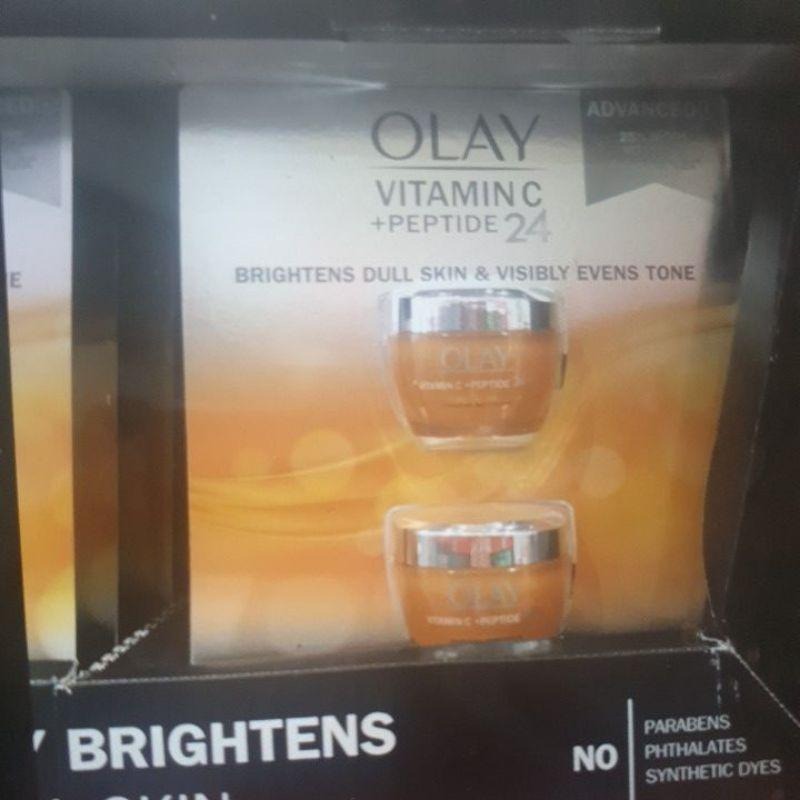 ADVANCED
OLAY
VITAMIN C
+PEPTIDE 24
BRIGHTENS DULL SKIN & VISIBLY EVENS TONE
E
OLAY
VITAMIN C +PEPTIDE 24
OLAY
VITAMIN C +PEPTIDE
BRIGHTENS
SKIN
NO
PARABENS
PHTHALATES
SYNTHETIC DYES